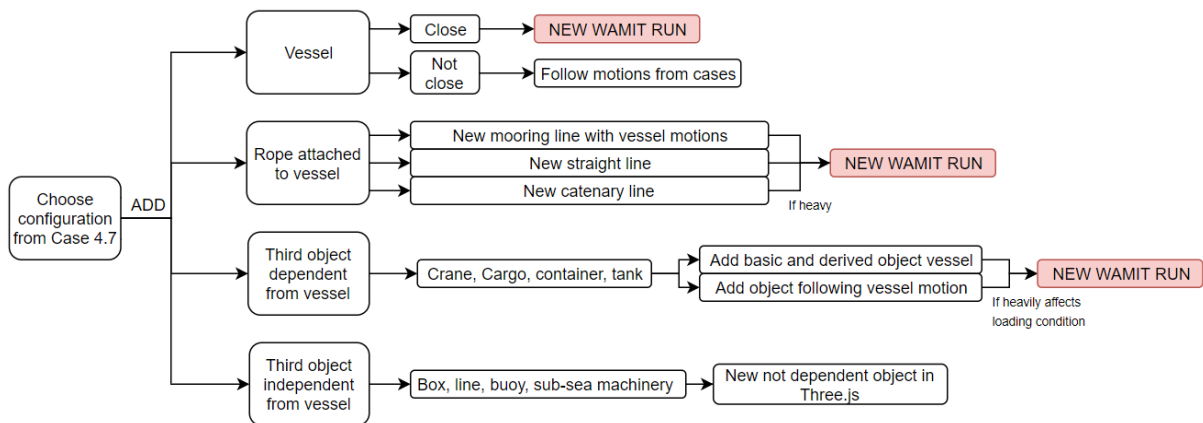 Choose
configuration
from Case 4.7
ADD
Vessel
Close
NEW WAMIT RUN
Not
close
Follow motions from cases
Rope attached
to vessel
New mooring line with vessel motions
New straight line
New catenary line
If heavy
NEW WAMIT RUN
Third object
dependent
from vessel
Crane, Cargo, container, tank
Add basic and derived object vessel
Add object following vessel motion
If heavily affects
loading condition
NEW WAMIT RUN
Third object
independent
from vessel
Box, line, buoy, sub-sea machinery
New not dependent object in
Three.js